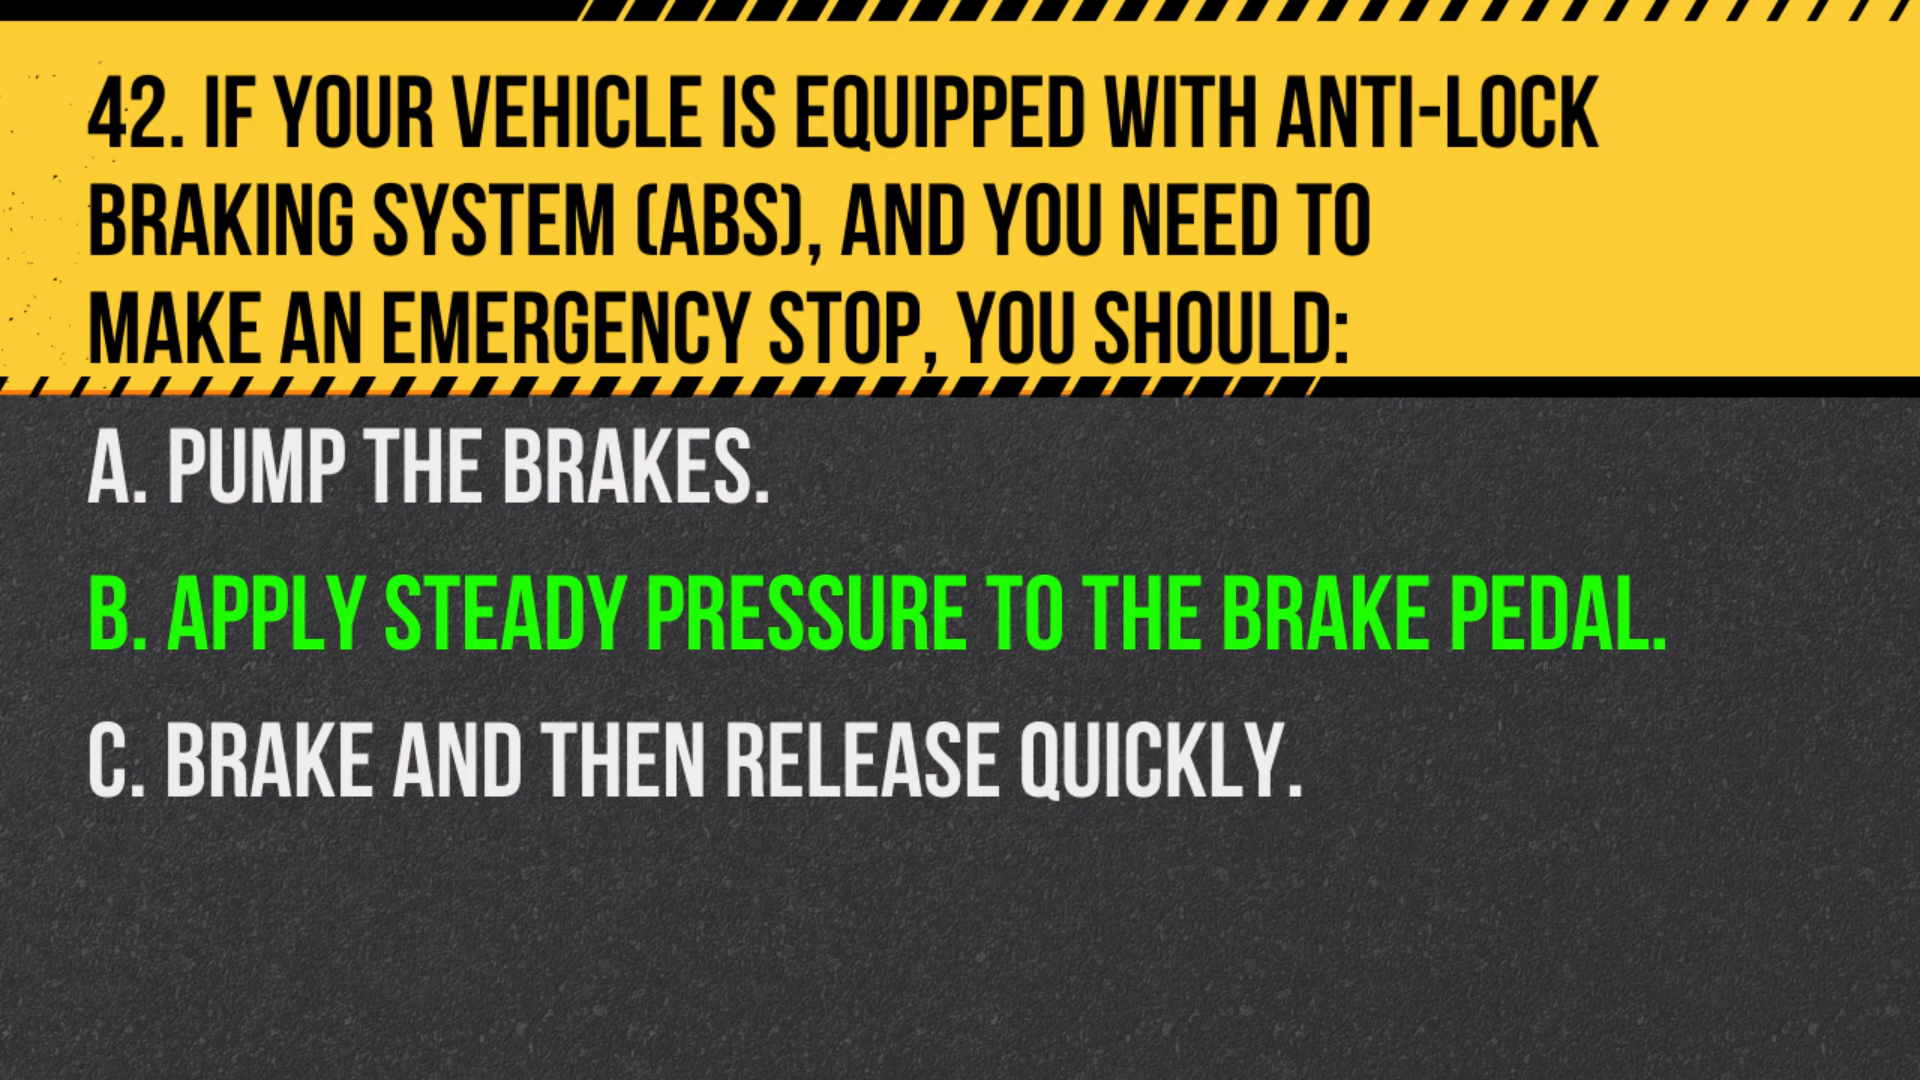 42. IF YOUR VEHICLE IS EQUIPPED WITH ANTI-LOCK
BRAKING SYSTEM (ABS), AND YOU NEED TO
MAKE AN EMERGENCY STOP, YOU SHOULD:
A. PUMP THE BRAKES.
B. APPLY STEADY PRESSURE TO THE BRAKE PEDAL.
C. BRAKE AND THEN RELEASE QUICKLY.